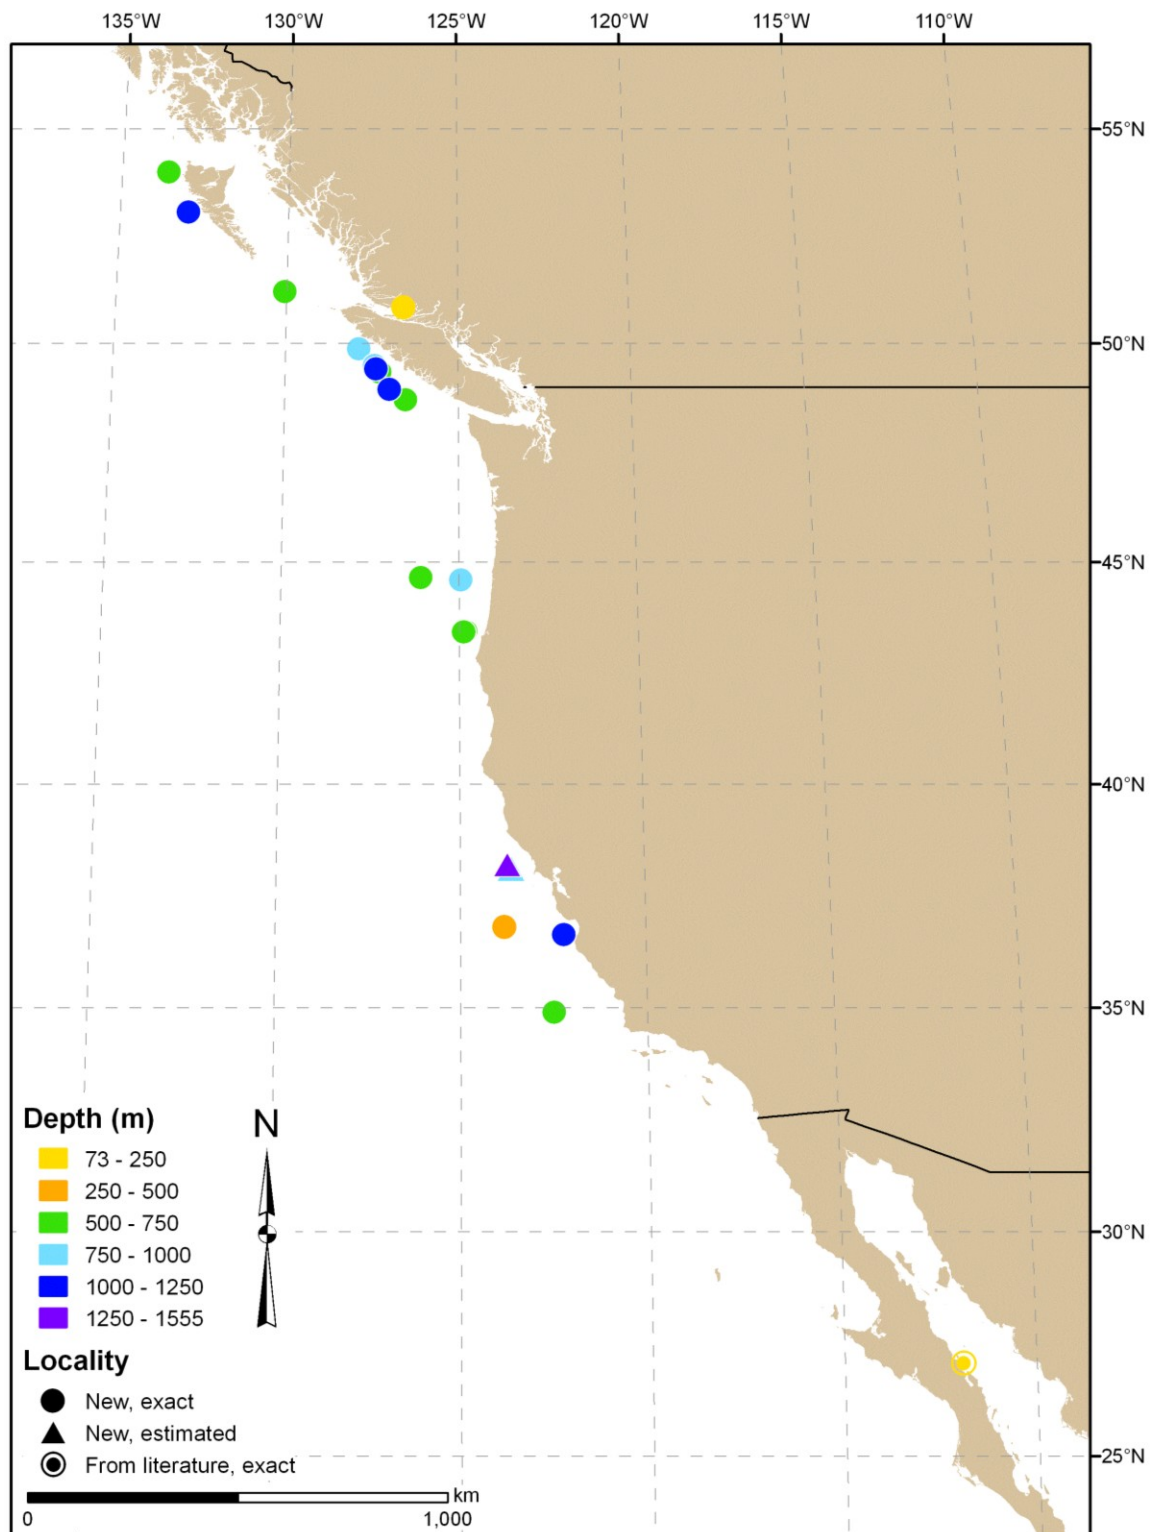 135°W 130°W 125°W 120°W 115°W 110°W
55°N
50°N
45°N
40°N
35°N
30°N
25°N
Depth (m)
N
73 - 250
250 - 500
500 - 750
750 - 1000
1000 - 1250
1250 - 1555
Locality
New, exact
New, estimated
From literature, exact
km
0 1,000